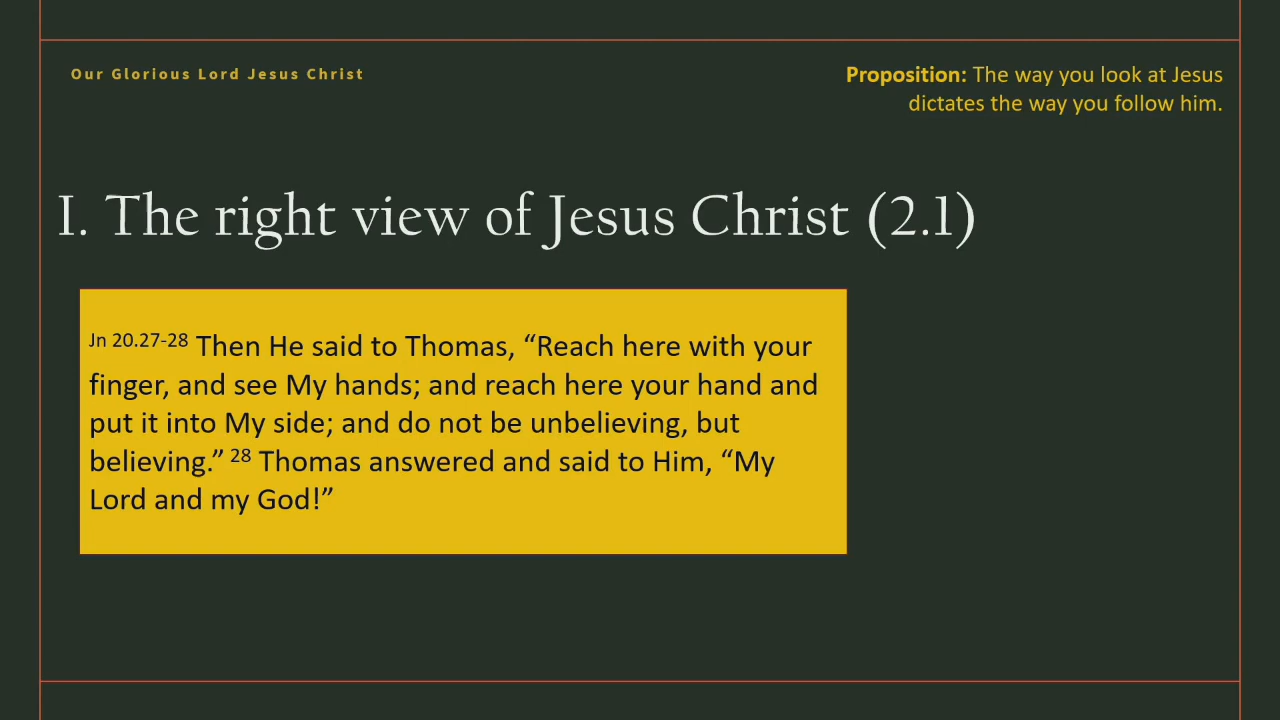 Our Glorious Lord Jesus Christ
Proposition: The way you look at Jesus
dictates the way you follow him.
I. The right view of Jesus Christ (2.1)
Jn 20.27-28 Then He said to Thomas, “Reach here with your
finger, and see My hands; and reach here your hand and
put it into My side; and do not be unbelieving, but
believing.” 28 Thomas answered and said to Him, “My
Lord and my God!”